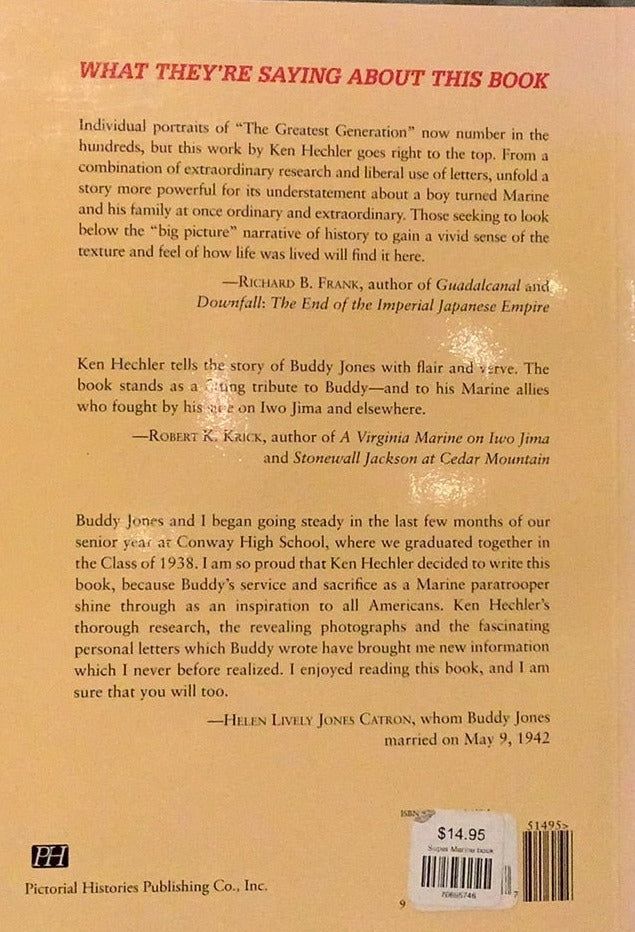 WHAT THEY'RE SAYING ABOUT THIS BOOK
Individual portraits of "The Greatest Generation" now number in the
hundreds, but this work by Ken Hechler goes right to the top. From a
combination of extraordinary research and liberal use of letters, unfold a
story more powerful for its understatement about a boy turned Marine
and his family at once ordinary and extraordinary. Those seeking to look
below the "big picture" narrative of history to gain a vivid sense of the
texture and feel of how life was lived will find it here.
—RICHARD B. FRANK, author of Guadalcanal and
Downfall: The End of the Imperial Japanese Empire
Ken Hechler tells the story of Buddy Jones with flair and verve. The
book stands as a fitting tribute to Buddy—and to his Marine allies
who fought by his side on Iwo Jima and elsewhere.
—ROBERT K. KRICK, author of A Virginia Marine on Iwo Jima
and Stonewall Jackson at Cedar Mountain
Buddy Jones and I began going steady in the last few months of our
senior year at Conway High School, where we graduated together in
the Class of 1938. I am so proud that Ken Hechler decided to write this
book, because Buddy's service and sacrifice as a Marine paratrooper
shine through as an inspiration to all Americans. Ken Hechler's
thorough research, the revealing photographs and the fascinating
personal letters which Buddy wrote have brought me new information
which I never before realized. I enjoyed reading this book, and I am
sure that you will too.
—HELEN LIVELY JONES CATRON, whom Buddy Jones
married on May 9, 1942
ISBN
51495>
$14.95
Super Marine book
70665746
9
7
PH
Pictorial Histories Publishing Co., Inc.